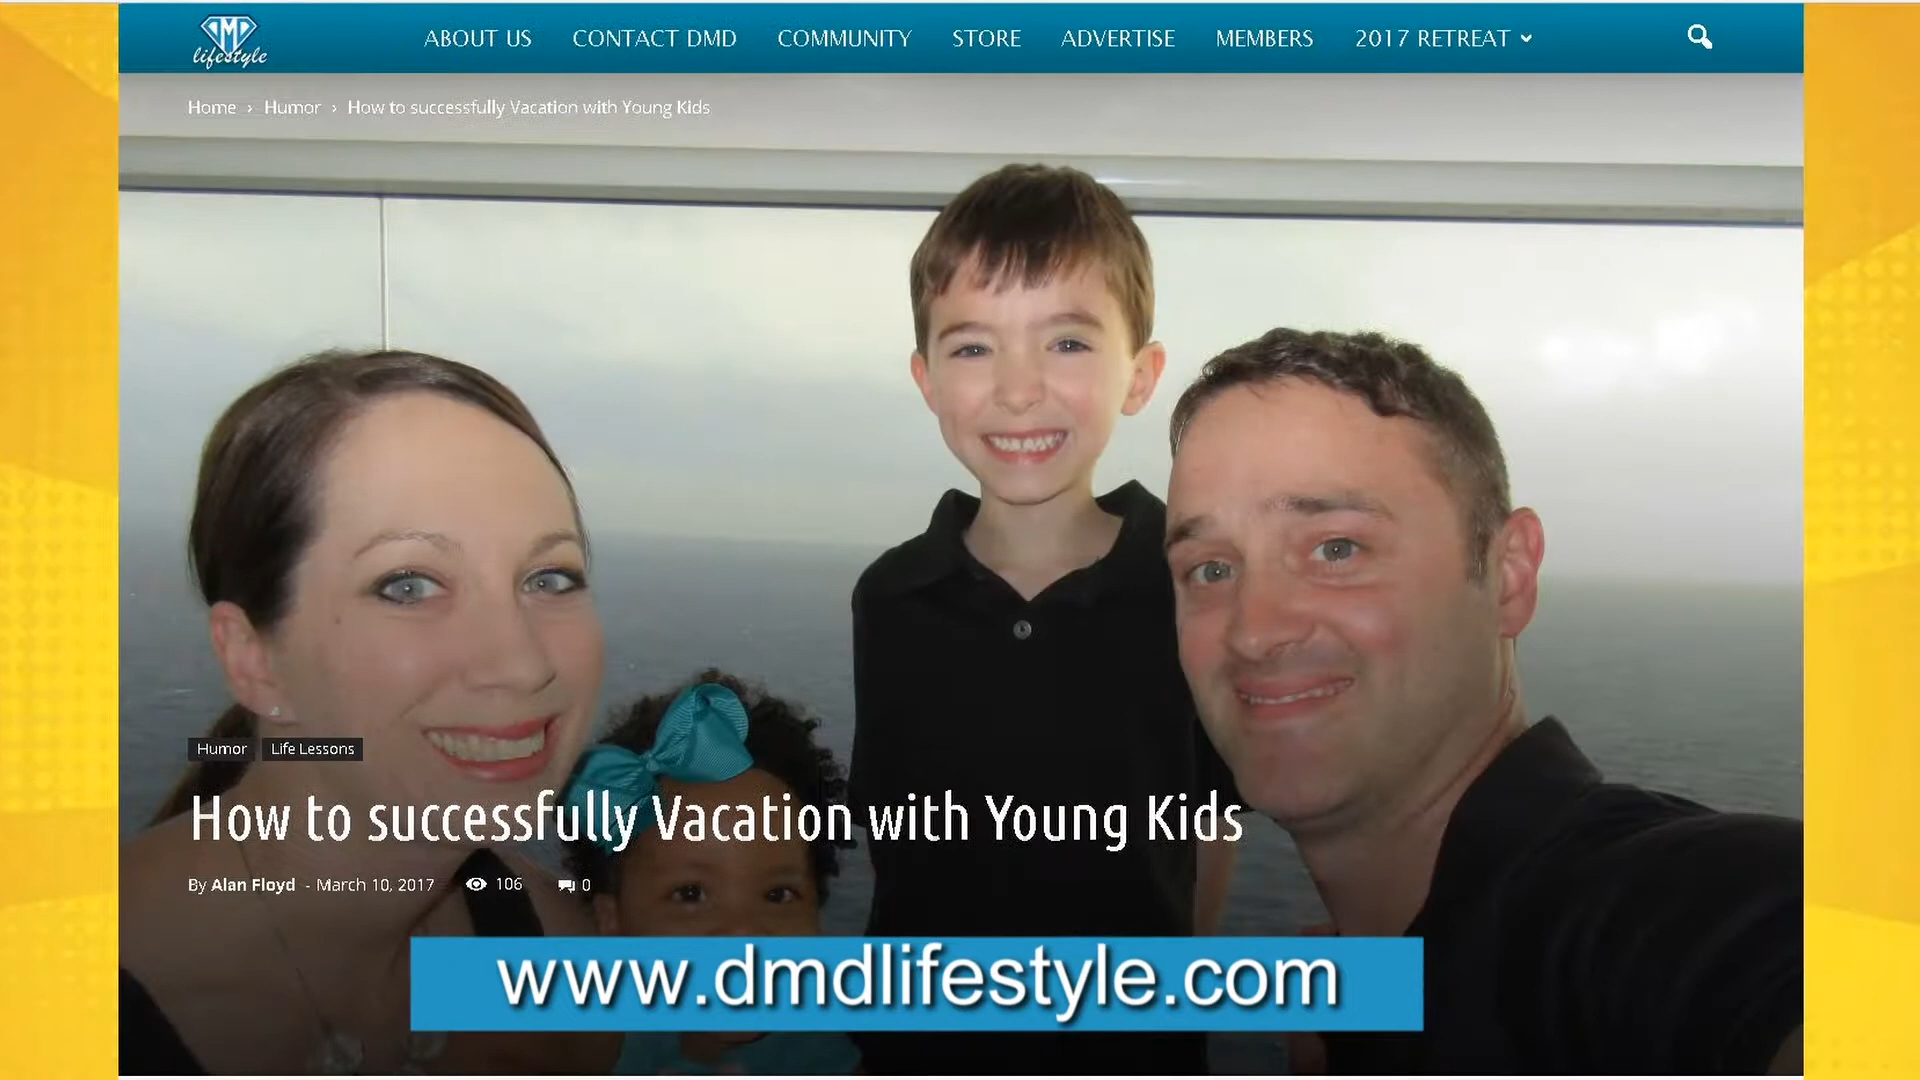 DMD
lifestyle
ABOUT US
CONTACT DMD
COMMUNITY
STORE
ADVERTISE
MEMBERS
2017 RETREAT
Home › Humor › How to successfully Vacation with Young Kids
Humor
Life Lessons
How to successfully Vacation with Young Kids
By Alan Floyd - March 10, 2017 106 0
www.dmdlifestyle.com